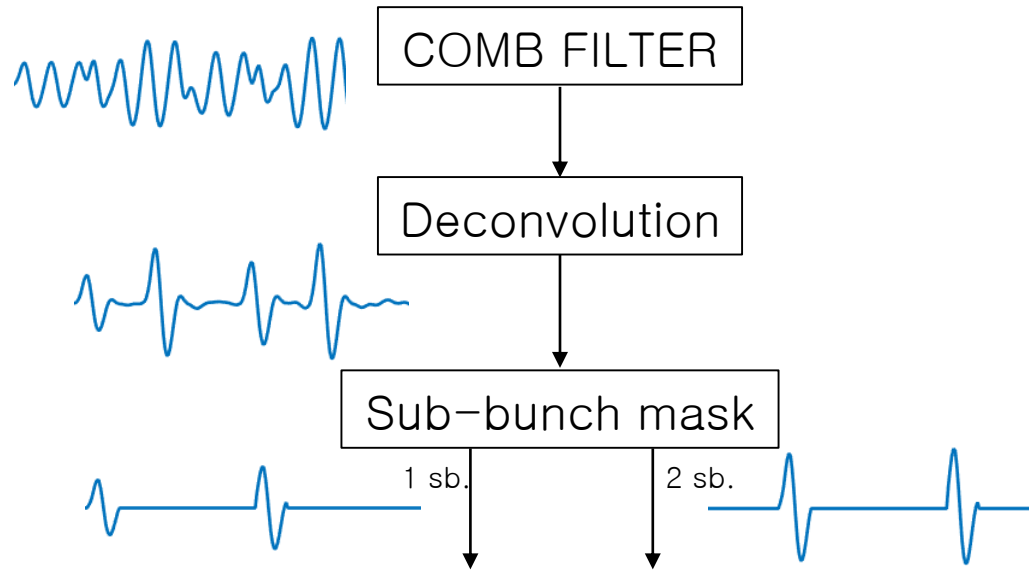 COMB FILTER
Deconvolution
Sub-bunch mask
1 sb.
2 sb.